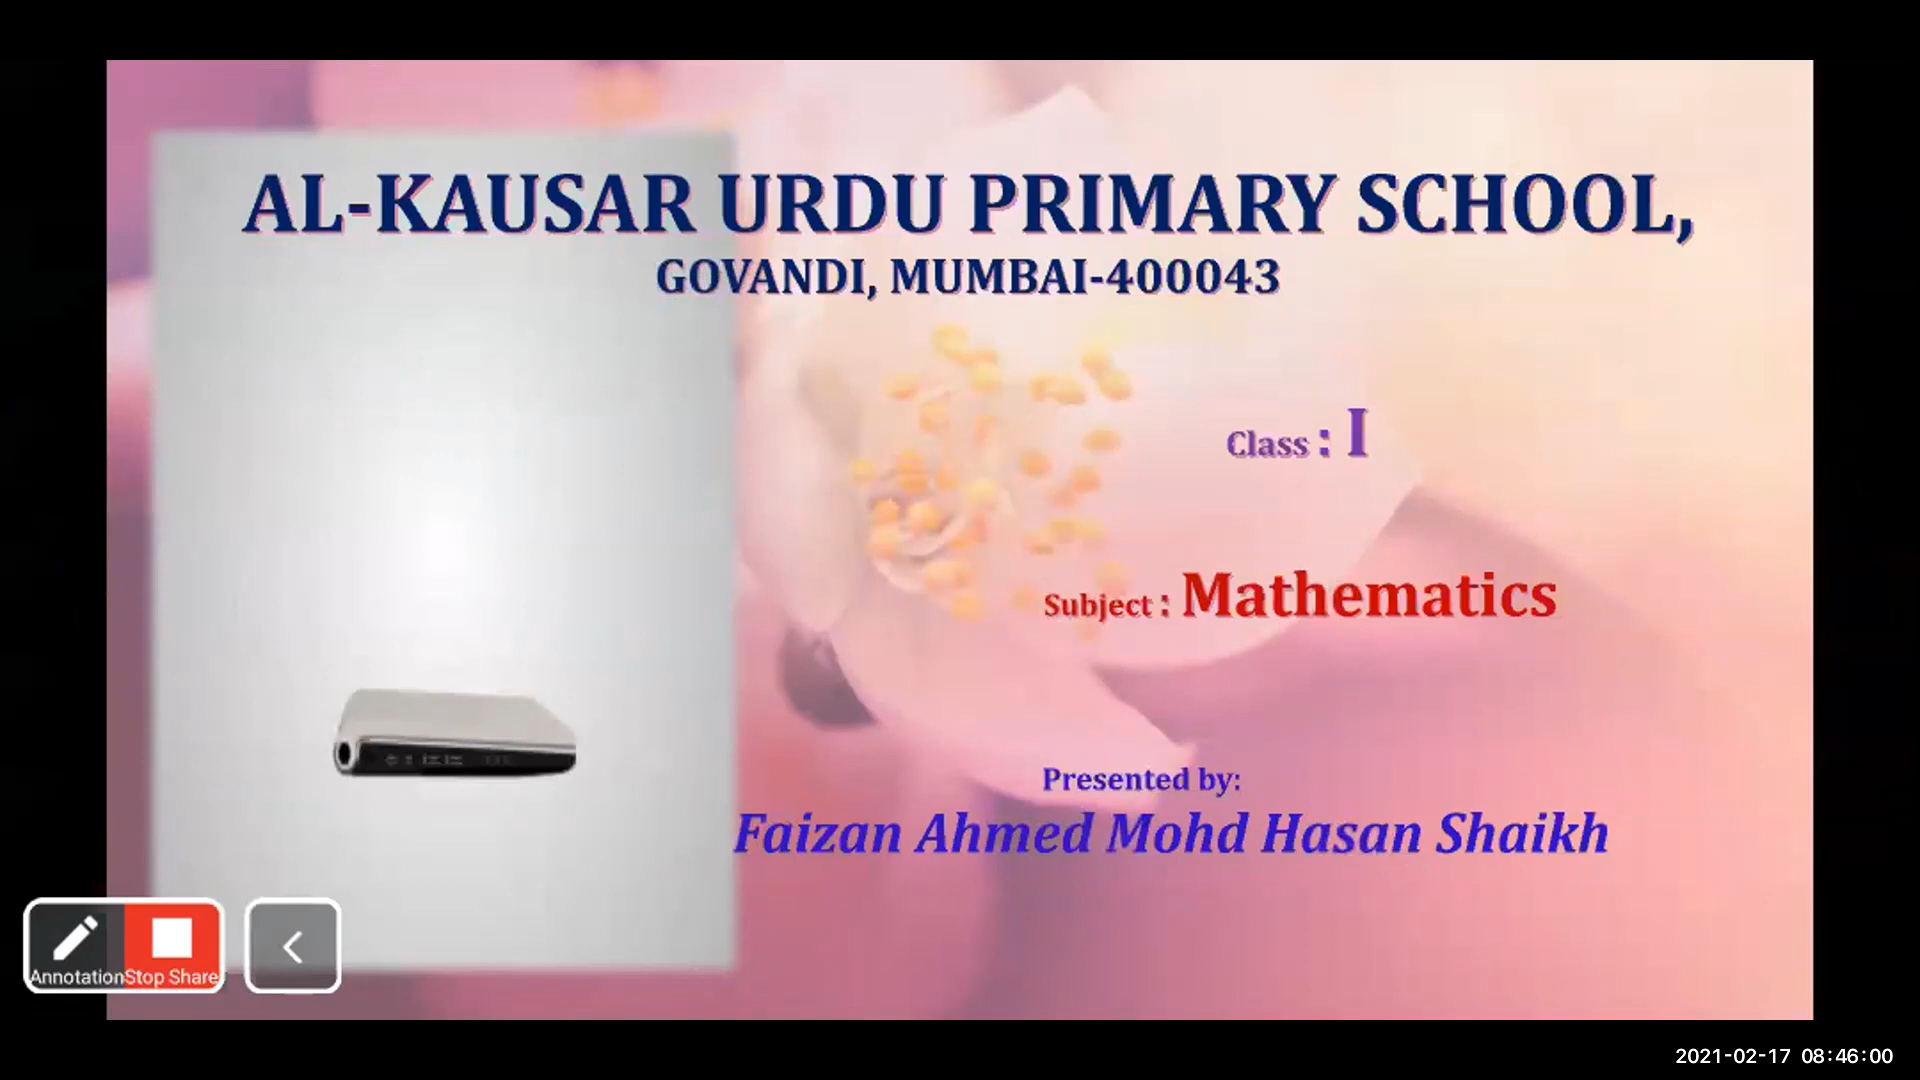 AL-KAUSAR URDU PRIMARY SCHOOL,
GOVANDI, MUMBAI-400043
Class : I
Subject : Mathematics
Presented by:
Faizan Ahmed Mohd Hasan Shaikh
Annotation Stop Share
2021-02-17 08:46:00